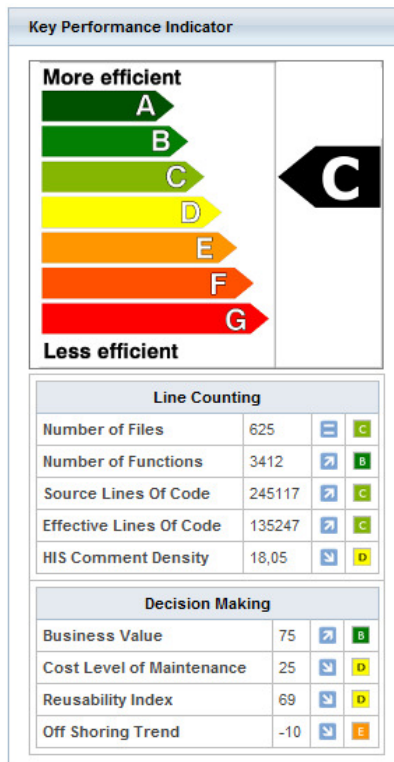 Key Performance Indicator
More efficient
A
B
C
C
D
E
F
G
Less efficient
Line Counting
Number of Files 625 C
Number of Functions 3412 B
Source Lines Of Code 245117 C
Effective Lines Of Code 135247 C
HIS Comment Density 18,05 D
Decision Making
Business Value 75 B
Cost Level of Maintenance 25 D
Reusability Index 69 D
Off Shoring Trend -10 E